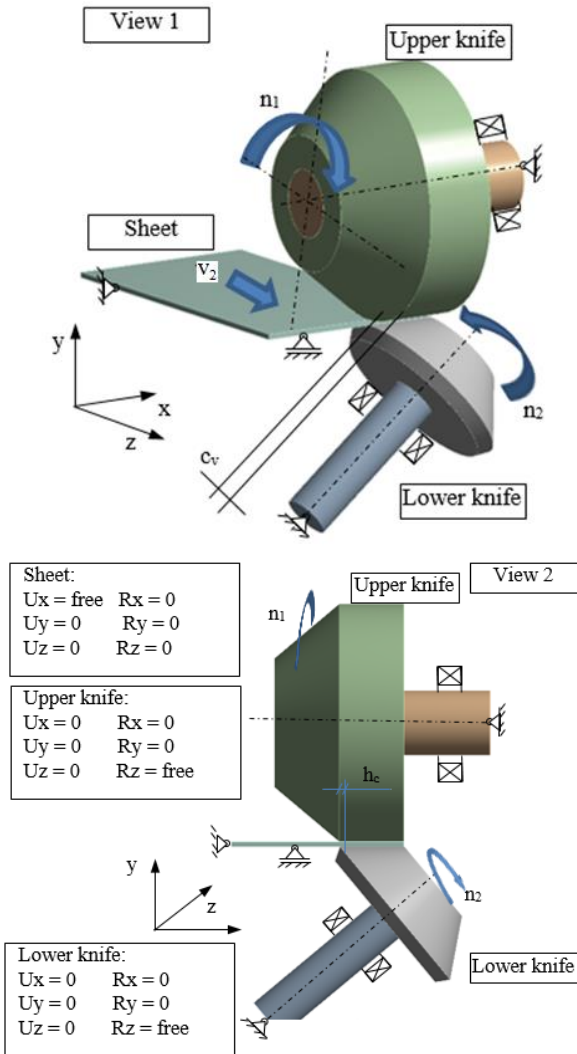 View 1
Upper knife
n1
Sheet
v2
y
x
z
n2
cv
Lower knife
Sheet:
Ux = free Rx = 0
Uy = 0 Ry = 0
Uz = 0 Rz = 0
Upper knife
View 2
n1
Upper knife:
Ux = 0 Rx = 0
Uy = 0 Ry = 0
Uz = 0 Rz = free
hc
y
z
n2
Lower knife:
Ux = 0 Rx = 0
Uy = 0 Ry = 0
Uz = 0 Rz = free
Lower knife